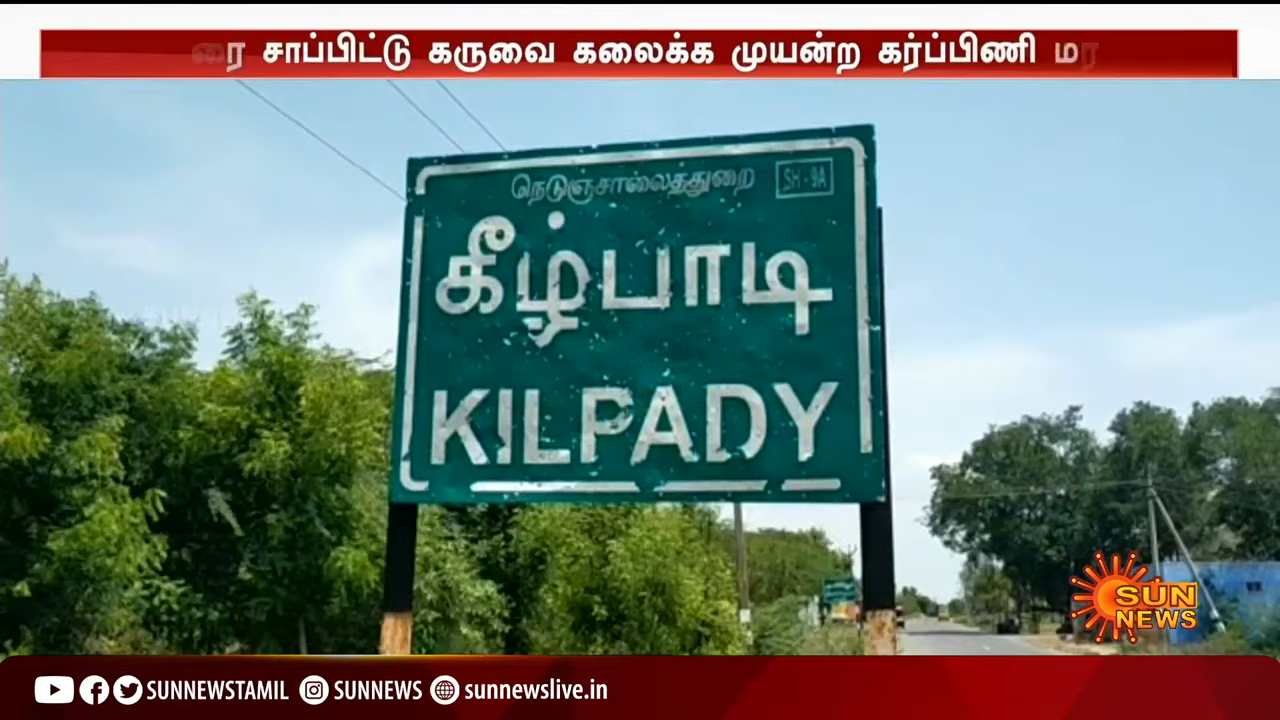 சாப்பிட்டு கருவை கலைக்க முயன்ற கர்ப்பிணி
நெடுஞ்சாலைத்துறை SH-9A
கீழ்பாடி
KILPADY
SUN
NEWS
SUNNEWSTAMIL SUNNEWS sunnewslive.in